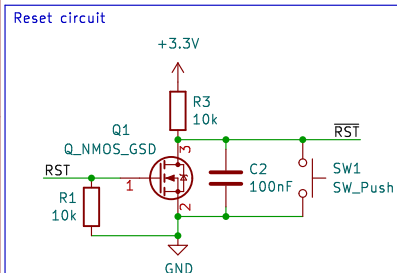 Reset circuit
+3.3V
R3
10k
Q1
Q_NMOS_GSD
3
RST
RST
1
R1
10k
C2
100nF
SW1
SW_Push
2
GND